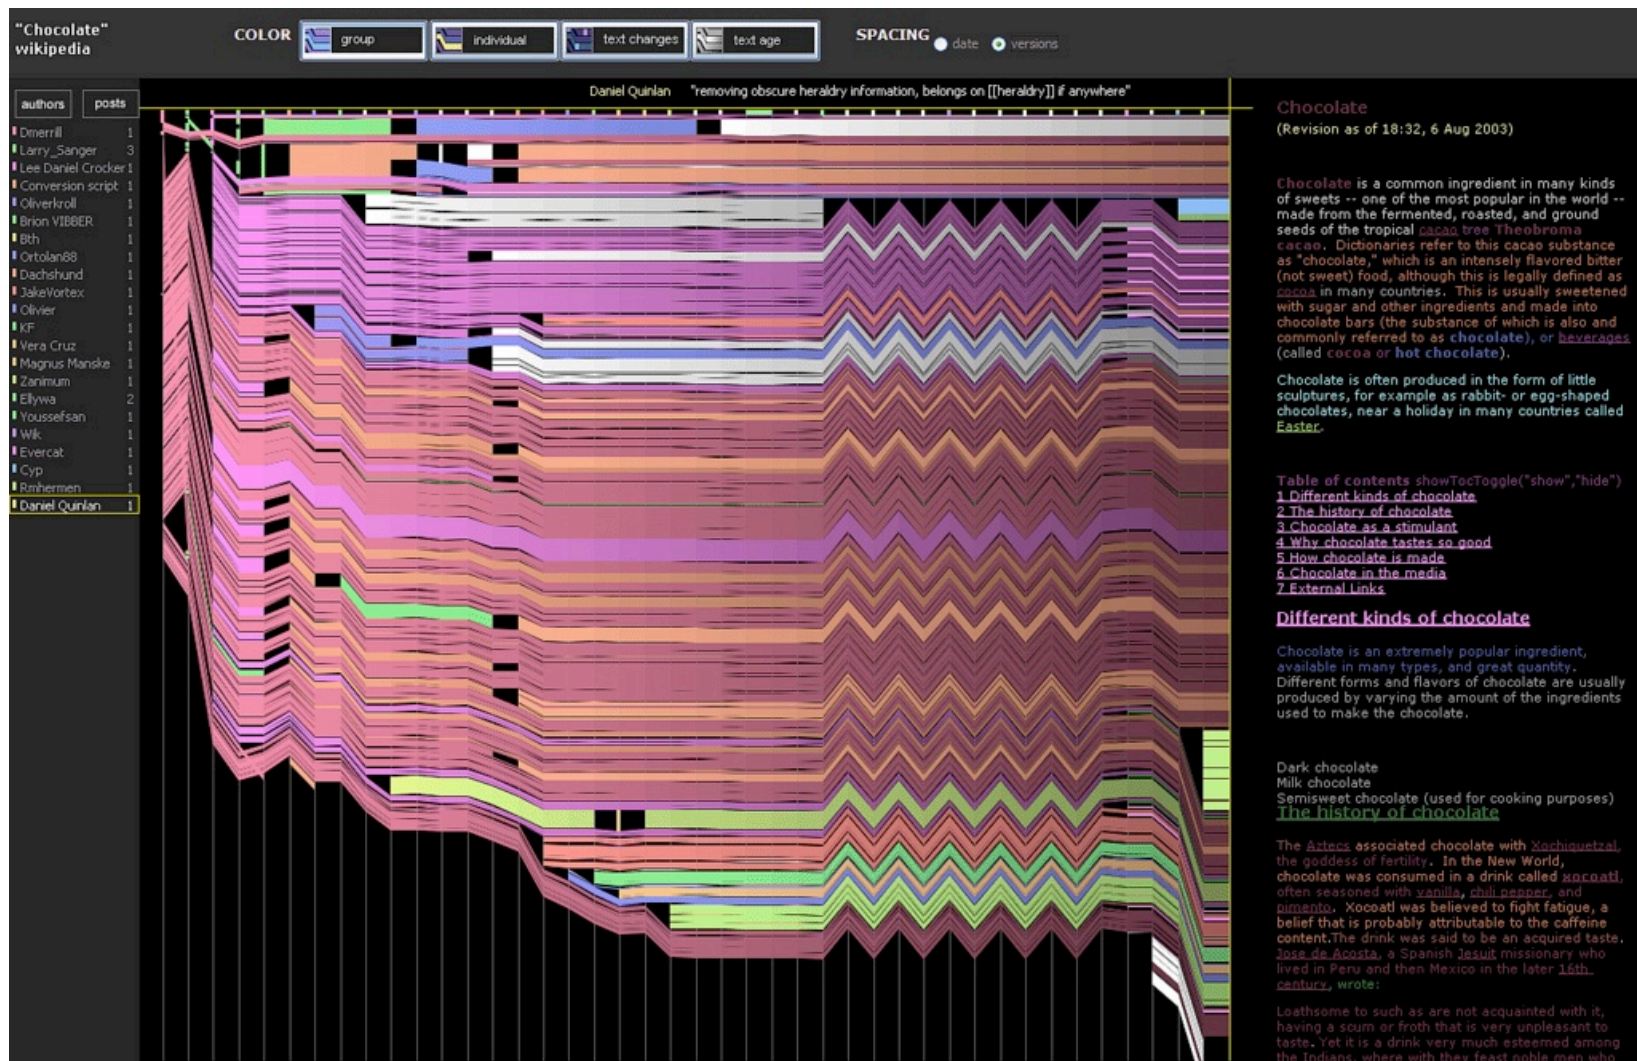 "Chocolate"
wikipedia
COLOR
group
individual
text changes
text age
SPACING
date
versions
authors
posts
Daniel Quinlan "removing obscure heraldry information, belongs on [[heraldry]] if anywhere"
Dmerrill 1
Larry_Sanger 3
Lee Daniel Crocker 1
Conversion script 1
Oliverkroll 1
Brion VIBBER 1
Bth 1
Ortolan88 1
Dachshund 1
JakeVortex 1
Olivier 1
KF 1
Vera Cruz 1
Magnus Manske 1
Zanimum 1
Ellywa 2
Youssefsan 1
Wik 1
Evercat 1
Cyp 1
Rmhermen 1
Daniel Quinlan 1
Chocolate
(Revision as of 18:32, 6 Aug 2003)
Chocolate is a common ingredient in many kinds
of sweets -- one of the most popular in the world --
made from the fermented, roasted, and ground
seeds of the tropical cacao tree Theobroma
cacao. Dictionaries refer to this cacao substance
as "chocolate," which is an intensely flavored bitter
(not sweet) food, although this is legally defined as
cocoa in many countries. This is usually sweetened
with sugar and other ingredients and made into
chocolate bars (the substance of which is also and
commonly referred to as chocolate), or beverages
(called cocoa or hot chocolate).
Chocolate is often produced in the form of little
sculptures, for example as rabbit- or egg-shaped
chocolates, near a holiday in many countries called
Easter.
Table of contents showTocToggle("show","hide")
1 Different kinds of chocolate
2 The history of chocolate
3 Chocolate as a stimulant
4 Why chocolate tastes so good
5 How chocolate is made
6 Chocolate in the media
7 External Links
Different kinds of chocolate
Chocolate is an extremely popular ingredient,
available in many types, and great quantity.
Different forms and flavors of chocolate are usually
produced by varying the amount of the ingredients
used to make the chocolate.
Dark chocolate
Milk chocolate
Semisweet chocolate (used for cooking purposes)
The history of chocolate
The Aztecs associated chocolate with Xochiquetzal,
the goddess of fertility. In the New World,
chocolate was consumed in a drink called xocoatl,
often seasoned with vanilla, chili pepper, and
pimento. Xocoatl was believed to fight fatigue, a
belief that is probably attributable to the caffeine
content.The drink was said to be an acquired taste.
Jose de Acosta, a Spanish Jesuit missionary who
lived in Peru and then Mexico in the later 16th
century, wrote:
Loathsome to such as are not acquainted with it,
having a scum or froth that is very unpleasant to
taste. Yet it is a drink very much esteemed among
the Indians, where with they feast noble men who